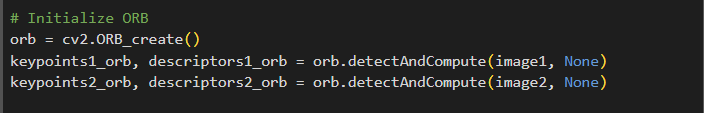 # Initialize ORB
orb = cv2.ORB_create()
keypoints1_orb, descriptors1_orb = orb.detectAndCompute(image1, None)
keypoints2_orb, descriptors2_orb = orb.detectAndCompute(image2, None)